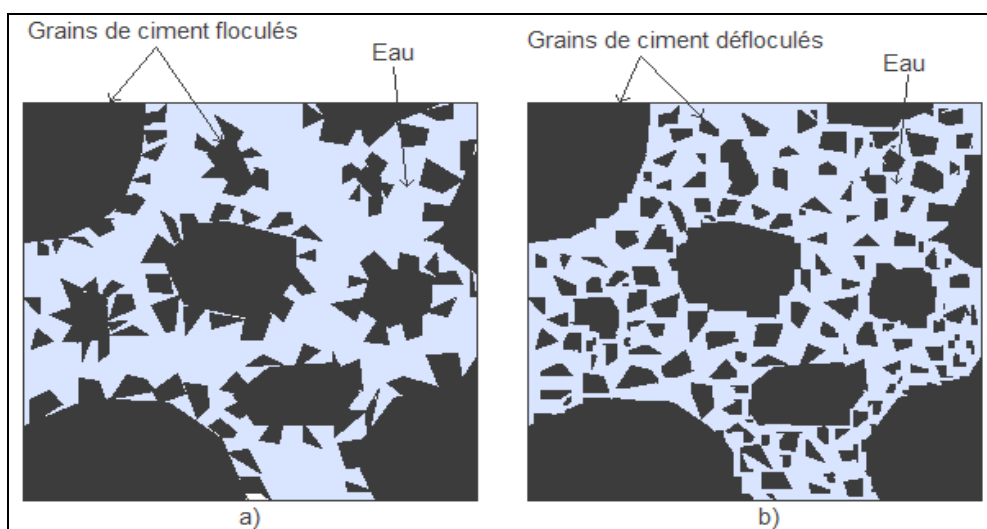 Grains de ciment floculés
Eau
Grains de ciment défloculés
Eau
a)
b)